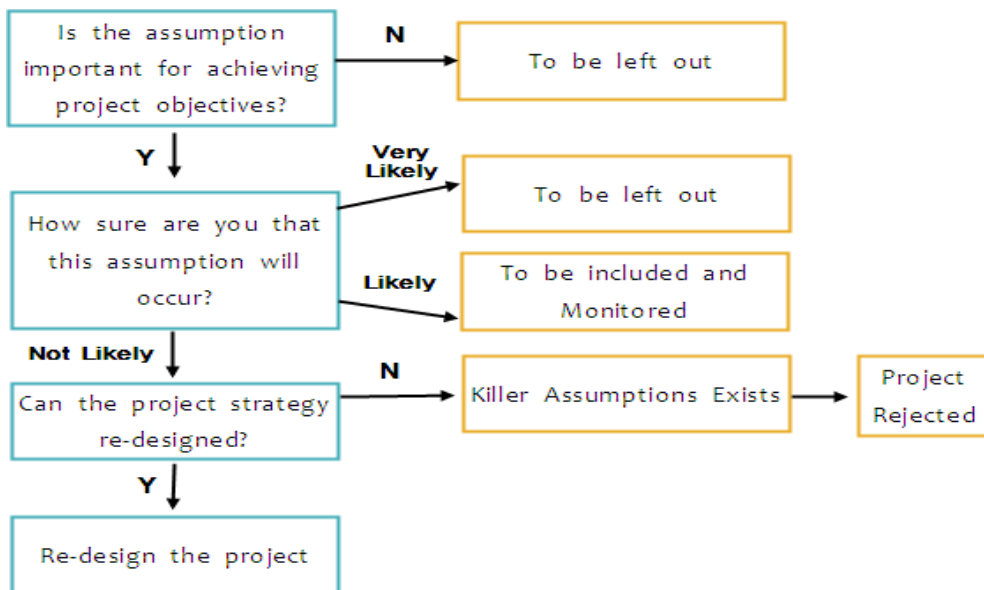 Is the assumption
important for achieving
project objectives?
N
To be left out
Y
Very
Likely
To be left out
How sure are you that
this assumption will
occur?
Likely
To be included and
Monitored
Not Likely
Can the project strategy
re-designed?
N
Killer Assumptions Exists
Project
Rejected
Y
Re-design the project